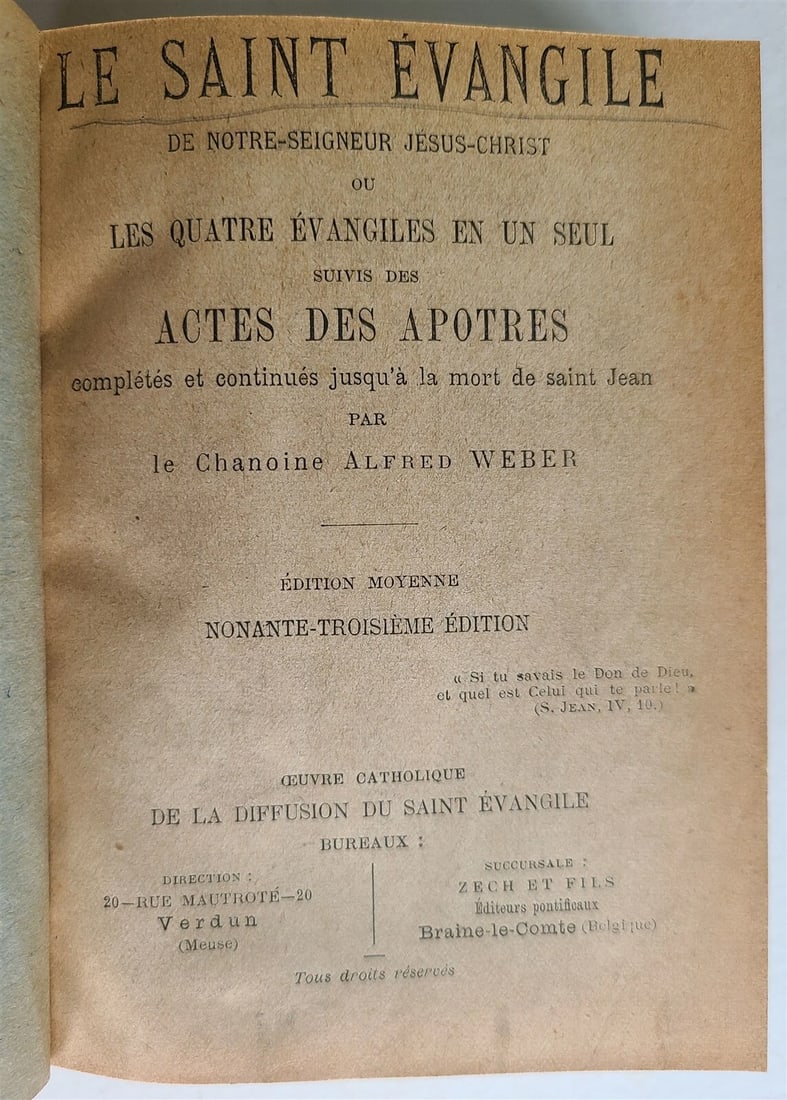 LE SAINT ÉVANGILE
DE NOTRE-SEIGNEUR JÉSUS-CHRIST
OU
LES QUATRE ÉVANGILES EN UN SEUL
SUIVIS DES
ACTES DES APOTRES
complétés et continués jusqu'à la mort de saint Jean
PAR
le Chanoine ALFRED WEBER
ÉDITION MOYENNE
NONANTE-TROISIÈME ÉDITION
« Si tu savais le Don de Dieu,
et quel est Celui qui te parle! »
(S. JEAN, IV, 10.)
ŒUVRE CATHOLIQUE
DE LA DIFFUSION DU SAINT ÉVANGILE
BUREAUX :
DIRECTION :
20—RUE MAUTROTÉ—20
Verdun
(Meuse)
SUCCURSALE :
ZECH ET FILS
Éditeurs pontificaux
Braine-le-Comte (Belgique)
Tous droits réservés